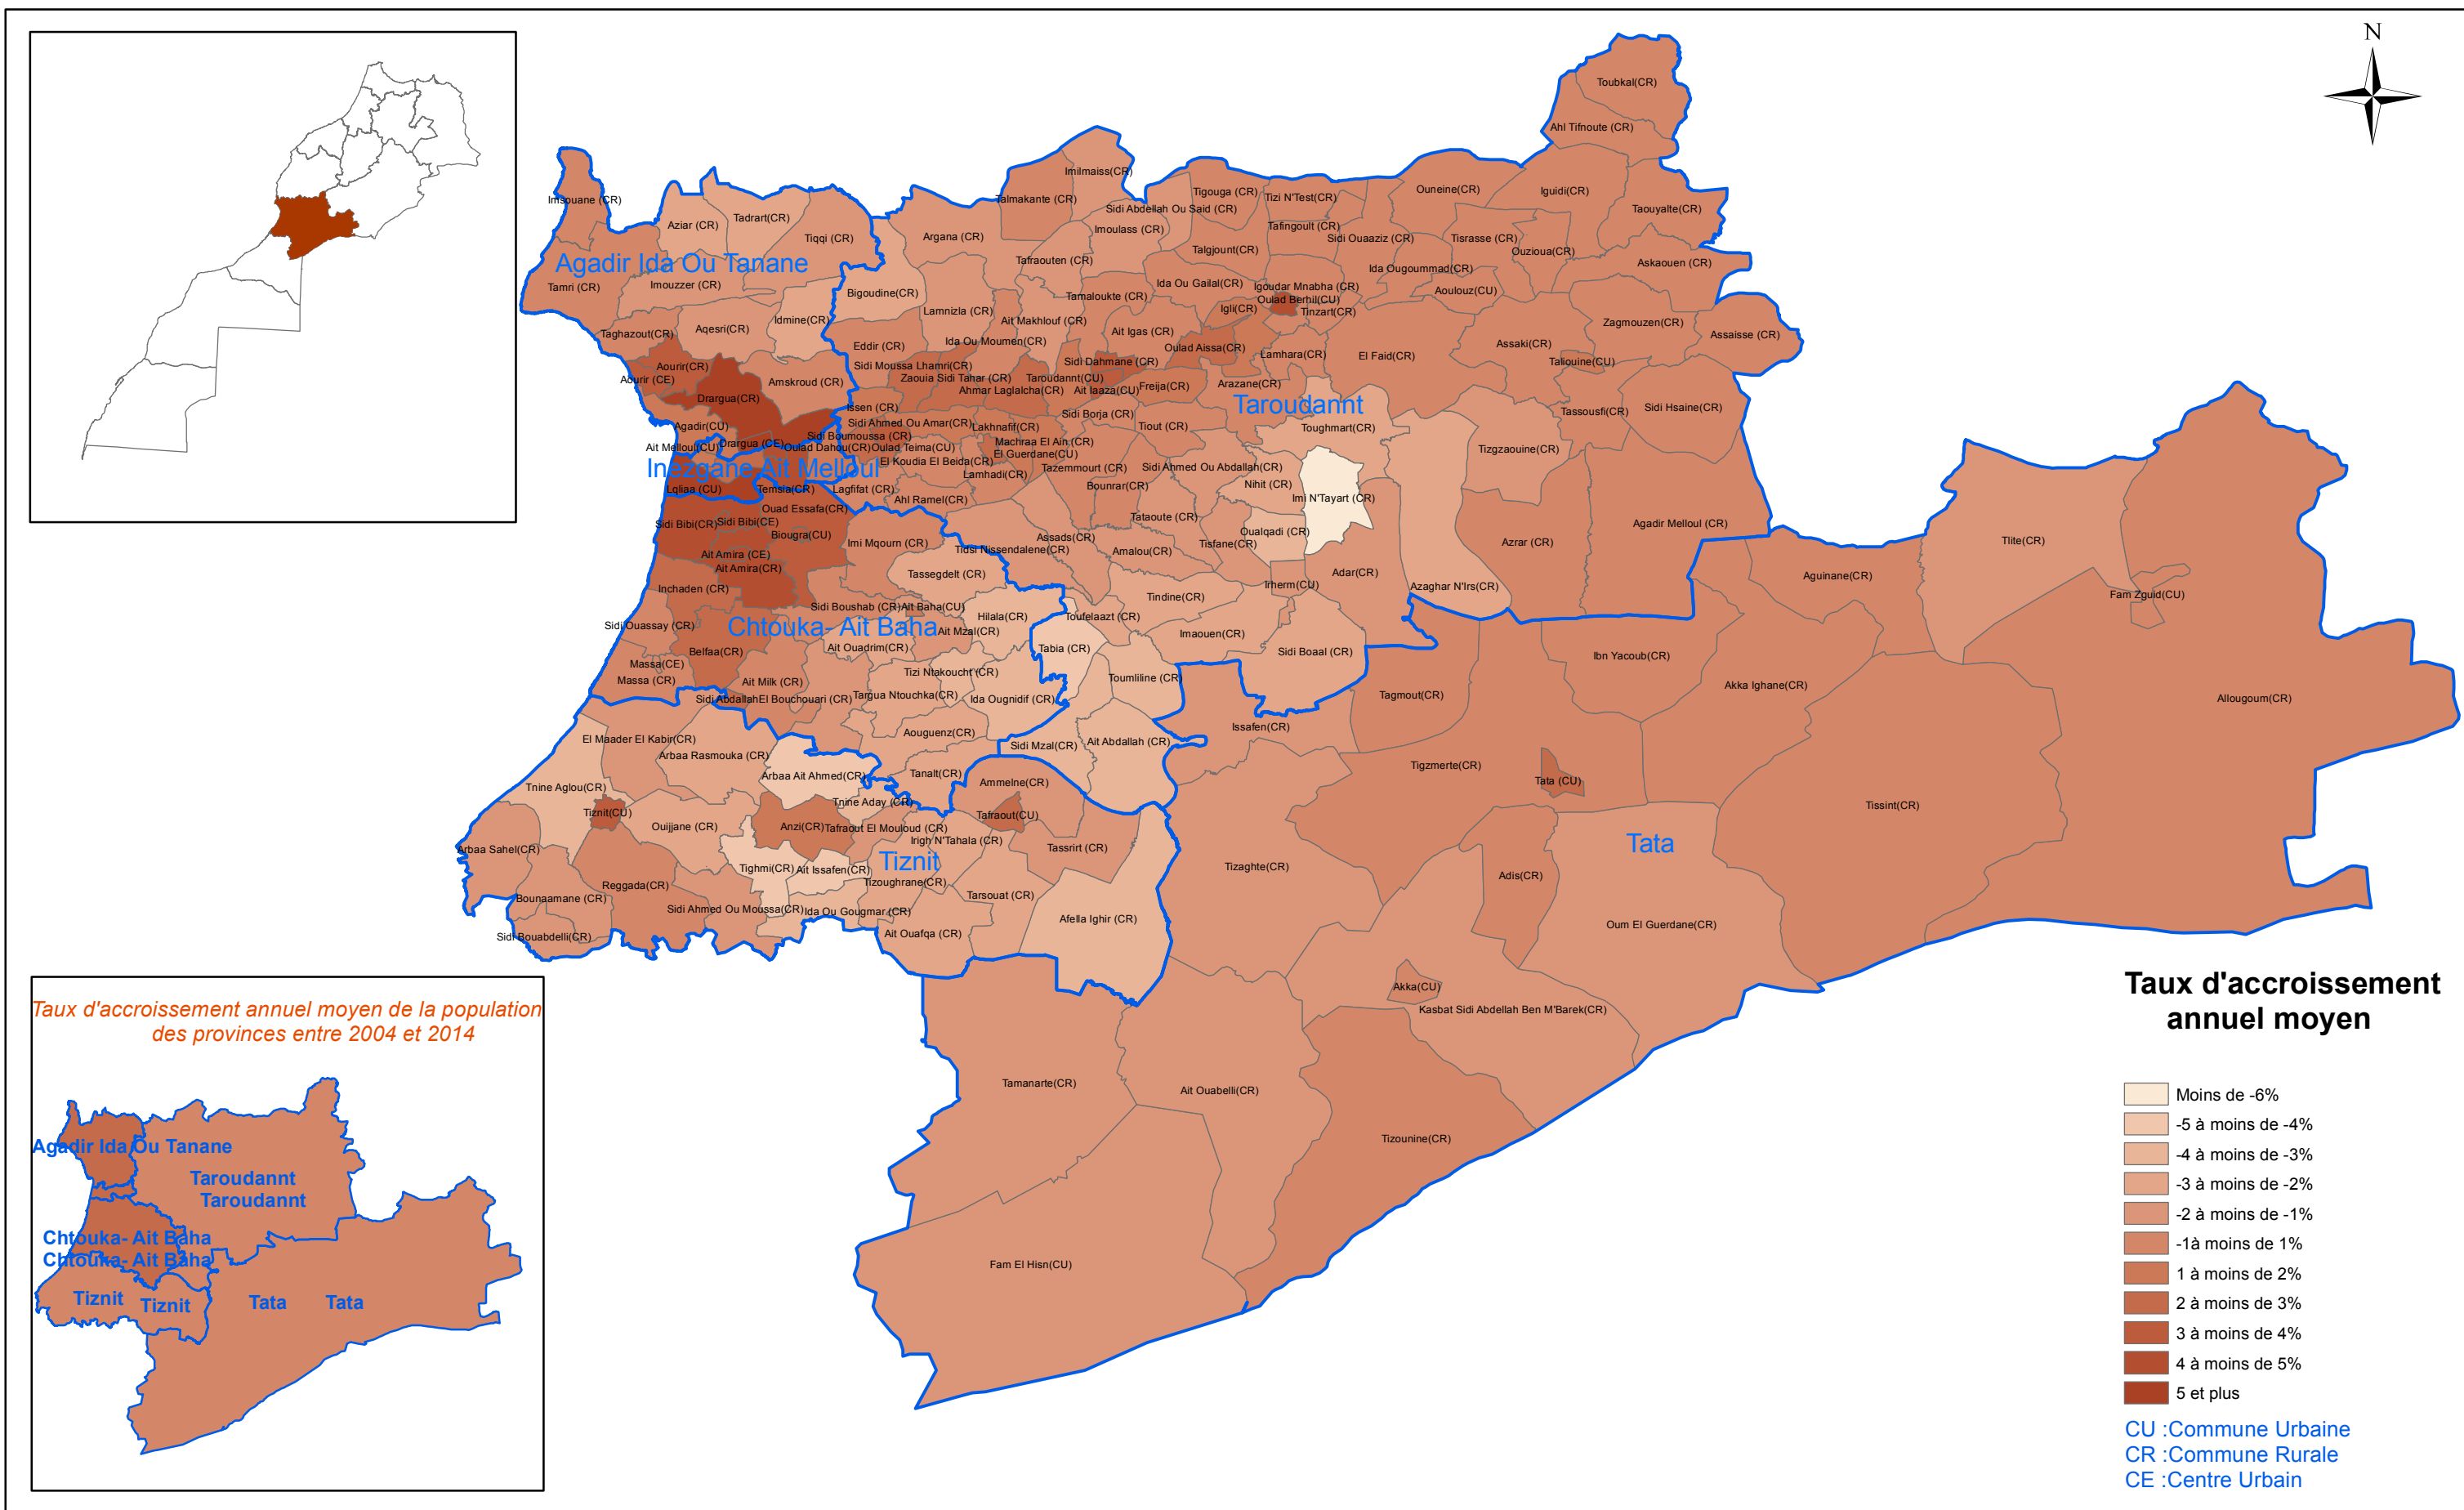 N
Toubkal(CR)
Ahl Tifnoute (CR)
Imilmaiss(CR)
Imsouane (CR)
Talmakante (CR)
Tigouga (CR)
Tizi N'Test(CR)
Ouneine(CR)
Iguidi(CR)
Taouyalte(CR)
Sidi Abdellah Ou Said (CR)
Aziar (CR)
Tadrart(CR)
Tiqqi (CR)
Argana (CR)
Imoulass (CR)
Tafingoult (CR)
Sidi Ouaaziz (CR)
Tisrasse (CR)
Ouzioua(CR)
Talgjount(CR)
Agadir Ida Ou Tanane
Tafraouten (CR)
Ida Ougoummad(CR)
Askaouen (CR)
Tamri (CR)
Imouzzer (CR)
Bigoudine(CR)
Tamaloukte (CR)
Ida Ou Gailal(CR)
Igoudar Mnabha (CR)
Aoulouz(CU)
Oulad Berhil(CU)
Lamnizla (CR)
Igli(CR)
Tinzart(CR)
Idmine(CR)
Ait Makhlouf (CR)
Taghazout(CR)
Aqesri(CR)
Ait Igas (CR)
Zagmouzen(CR)
Assaisse (CR)
Eddir (CR)
Ida Ou Moumen(CR)
Oulad Aissa(CR)
Lamhara(CR)
El Faid(CR)
Assaki(CR)
Taliouine(CU)
Aourir(CR)
Sidi Moussa Lhamri(CR)
Sidi Dahmane (CR)
Aourir (CE)
Amskroud (CR)
Zaouia Sidi Tahar (CR)
Taroudannt(CU)
Ahmar Laglalcha(CR)
Ait Iaaza(CU)
Freija(CR)
Arazane(CR)
Drargua(CR)
Issen (CR)
Taroudannt
Sidi Borja (CR)
Tassousfi(CR)
Sidi Hsaine(CR)
Agadir(CU)
Sidi Ahmed Ou Amar(CR)
Lakhnafif(CR)
Tiout (CR)
Toughmart(CR)
Sidi Boumoussa (CR)
Ait Melloul(CU)
Drargua (CE)
Oulad Dahou(CR)
Oulad Teima(CU)
Machraa El Ain(CR)
El Guerdane(CU)
Tizgzaouine(CR)
Inezgane Ait Melloul
El Koudia El Beida(CR)
Lamhadi(CR)
Tazemmourt (CR)
Sidi Ahmed Ou Abdallah(CR)
Lqliaa (CU)
Temsia(CR)
Lagfifat (CR)
Ahl Ramel(CR)
Bounrar(CR)
Nihit (CR)
Imi N'Tayart (CR)
Ouad Essafa(CR)
Tataoute (CR)
Sidi Bibi(CR)
Sidi Bibi(CE)
Agadir Melloul (CR)
Biougra(CU)
Imi Mqourn (CR)
Assads(CR)
Oualqadi (CR)
Tlite(CR)
Tidsi Nissendalene(CR)
Amalou(CR)
Tisfane(CR)
Azrar (CR)
Ait Amira (CE)
Ait Amira(CR)
Tassegdelt (CR)
Adar(CR)
Aguinane(CR)
Inchaden (CR)
Irherm(CU)
Azaghar N'Irs(CR)
Fam Zguid(CU)
Sidi Boushab (CR)
Ait Baha(CU)
Hilala(CR)
Toufelaazt (CR)
Tindine(CR)
Sidi Ouassay (CR)
Chtouka- Ait Baha
Ait Mzal(CR)
Imaouen(CR)
Belfaa(CR)
Ait Ouadrim(CR)
Tabia (CR)
Sidi Boaal (CR)
Ibn Yacoub(CR)
Massa(CE)
Massa (CR)
Ait Milk (CR)
Tizi Ntakoucht (CR)
Toumliline (CR)
Akka Ighane(CR)
Sidi AbdallahEl Bouchouari (CR)
Targua Ntouchka(CR)
Ida Ougnidif (CR)
Tagmout(CR)
Allougoum(CR)
Issafen(CR)
El Maader El Kabir(CR)
Aouguenz(CR)
Sidi Mzal(CR)
Ait Abdallah (CR)
Arbaa Rasmouka (CR)
Arbaa Ait Ahmed(CR)
Tanalt(CR)
Ammelne(CR)
Tigzmerte(CR)
Tata (CU)
Tnine Aglou(CR)
Tnine Aday (CR)
Tissint(CR)
Tiznit(CU)
Ouijjane (CR)
Anzi(CR)
Tafraout El Mouloud (CR)
Tafraout(CU)
Irigh N'Tahala (CR)
Tassrirt (CR)
Tata
Arbaa Sahel(CR)
Tiznit
Tighmi(CR)
Ait Issafen(CR)
Tizaghte(CR)
Adis(CR)
Reggada(CR)
Tizoughrane(CR)
Bounaamane (CR)
Tarsouat (CR)
Sidi Ahmed Ou Moussa(CR)
Ida Ou Gougmar (CR)
Afella Ighir (CR)
Oum El Guerdane(CR)
Sidi Bouabdelli(CR)
Ait Ouafqa (CR)
Akka(CU)
Kasbat Sidi Abdellah Ben M'Barek(CR)
Tamanarte(CR)
Ait Ouabelli(CR)
Tizounine(CR)
Fam El Hisn(CU)
Taux d'accroissement annuel moyen de la population
des provinces entre 2004 et 2014
Agadir Ida Ou Tanane
Taroudannt
Taroudannt
Chtouka- Ait Baha
Chtouka- Ait Baha
Tiznit
Tiznit
Tata
Tata
Taux d'accroissement
annuel moyen
Moins de -6%
-5 à moins de -4%
-4 à moins de -3%
-3 à moins de -2%
-2 à moins de -1%
-1à moins de 1%
1 à moins de 2%
2 à moins de 3%
3 à moins de 4%
4 à moins de 5%
5 et plus
CU :Commune Urbaine
CR :Commune Rurale
CE :Centre Urbain